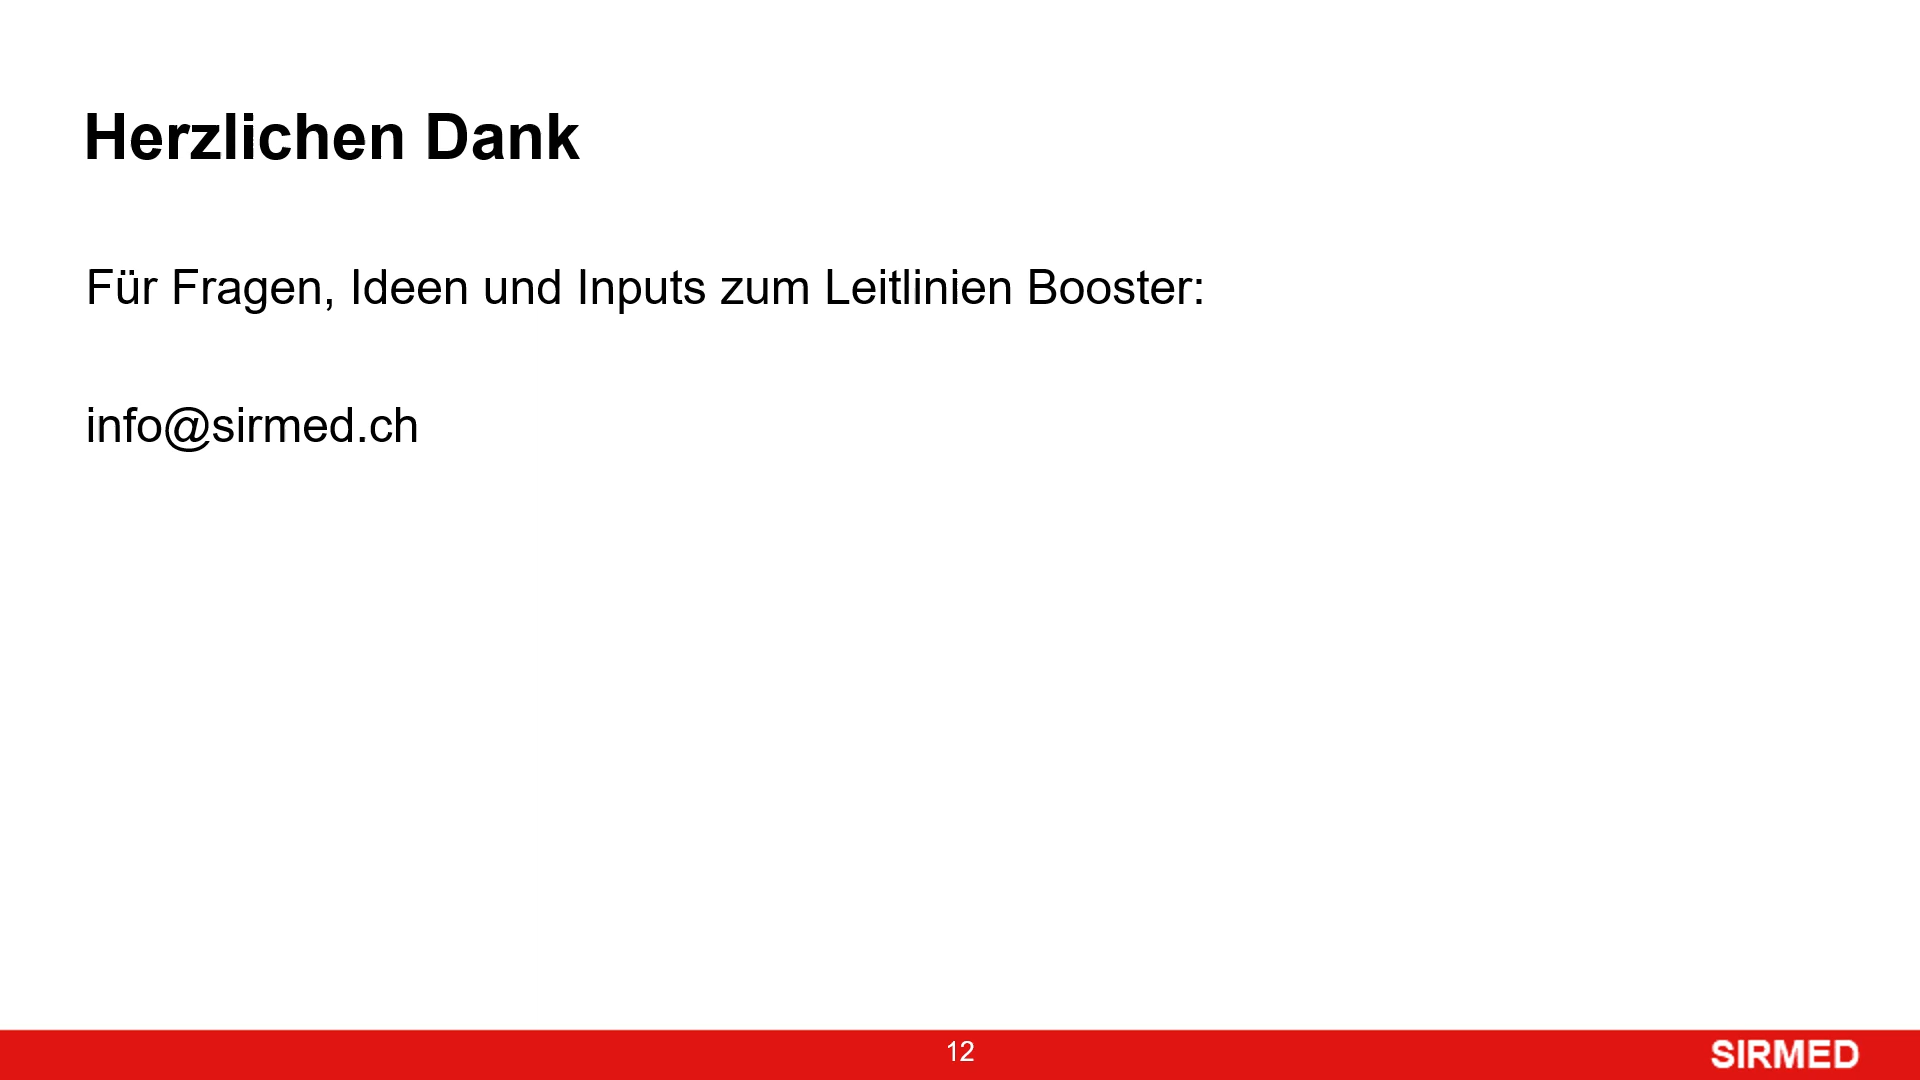 Herzlichen Dank
Für Fragen, Ideen und Inputs zum Leitlinien Booster:
info@sirmed.ch
12
SIRMED